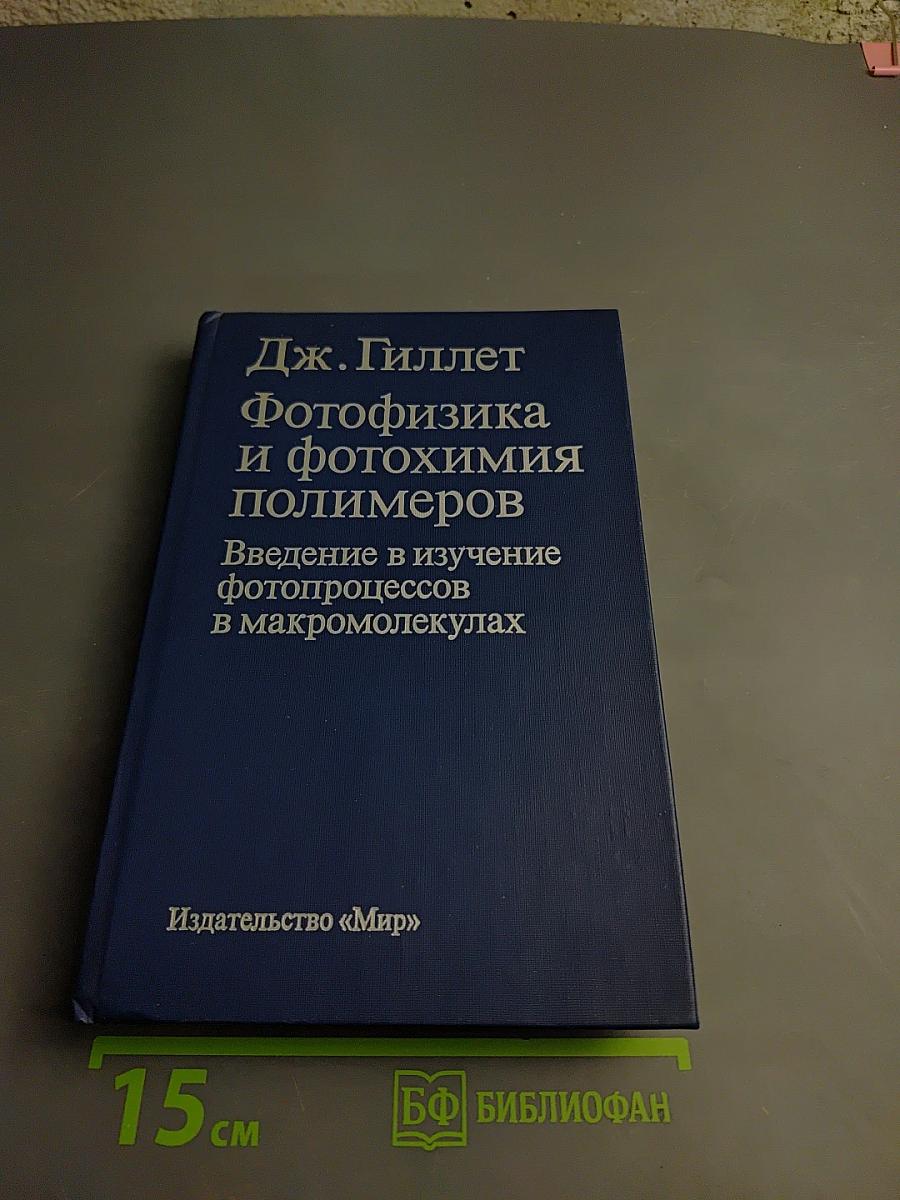 Дж. Гиллет
Фотофизика
и фотохимия
полимеров
Введение в изучение
фотопроцессов
в макромолекулах
Издательство «Мир»
15 см
БФ БИБЛИОФАН